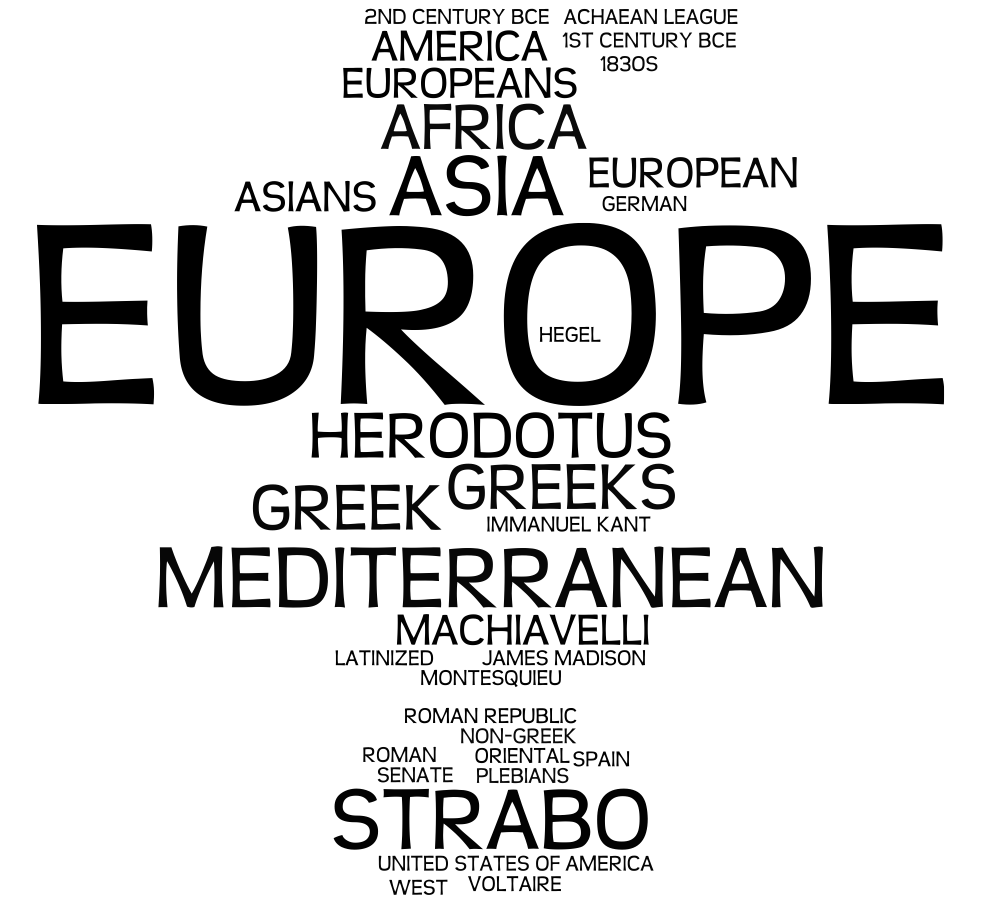 2ND CENTURY BCE ACHAEAN LEAGUE
AMERICA 1ST CENTURY BCE
1830S
EUROPEANS
AFRICA
ASIANS ASIA EUROPEAN
GERMAN
EUROPE
HEGEL
HERODOTUS
GREEK GREEKS
IMMANUEL KANT
MEDITERRANEAN
MACHIAVELLI
LATINIZED JAMES MADISON
MONTESQUIEU
ROMAN REPUBLIC
NON-GREEK
ROMAN ORIENTAL SPAIN
SENATE PLEBIANS
STRABO
UNITED STATES OF AMERICA
WEST VOLTAIRE